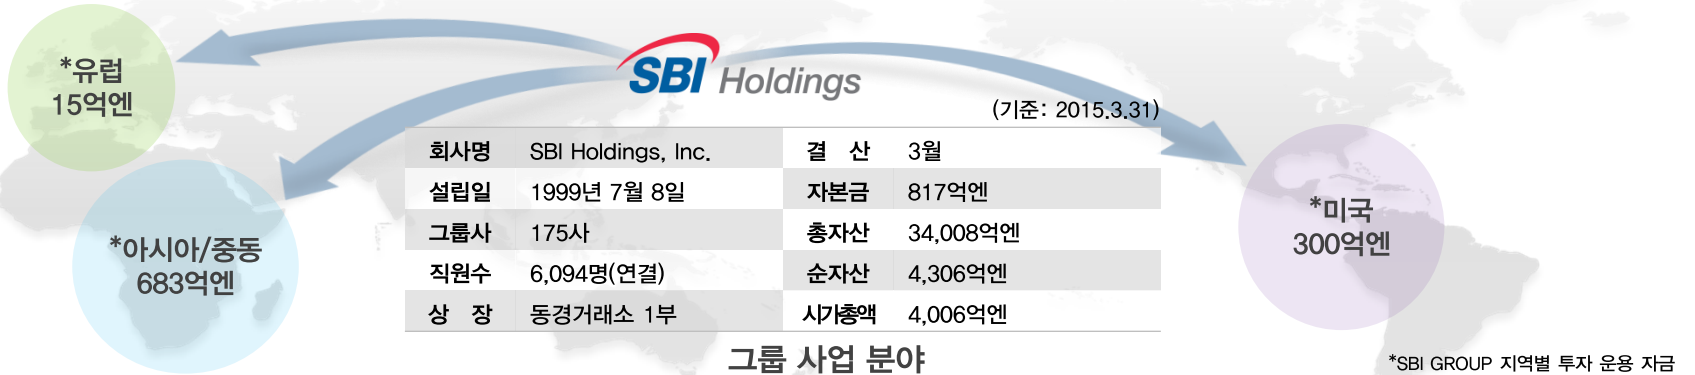 *유럽
15억엔
SBI Holdings
(기준: 2015.3.31)
회사명 SBI Holdings, Inc. 결 산 3월
설립일 1999년 7월 8일 자본금 817억엔
그룹사 175사 총자산 34,008억엔
직원수 6,094명(연결) 순자산 4,306억엔
상 장 동경거래소 1부 시가총액 4,006억엔
*아시아/중동
683억엔
*미국
300억엔
그룹 사업 분야
*SBI GROUP 지역별 투자 운용 자금